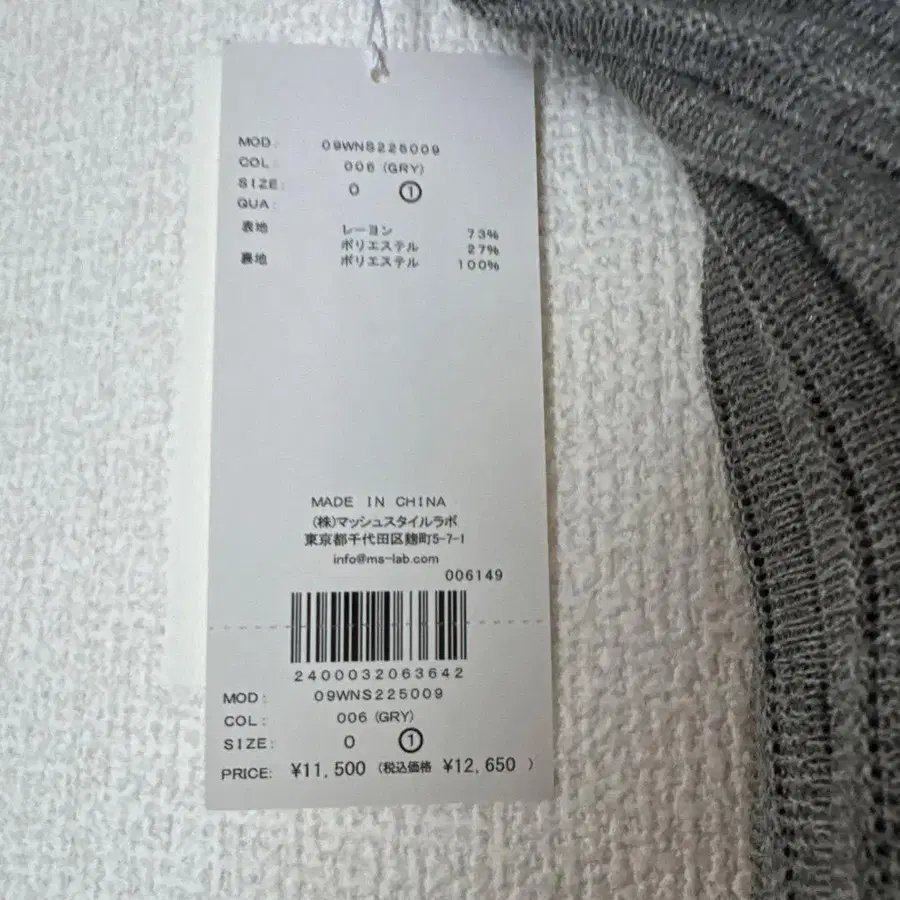 MOD: 09WNS225009
COL: 006 (GRY)
SIZE: 0 ①
QUA:
表地 レーヨン 73%
ポリエステル 27%
裏地 ポリエステル 100%
MADE IN CHINA
(株)マッシュスタイルラボ
東京都千代田区麹町5-7-1
info@ms-lab.com
006149
2400032063642
MOD: 09WNS225009
COL: 006 (GRY)
SIZE: 0 ①
PRICE: ¥11,500 (税込価格 ¥12,650 )